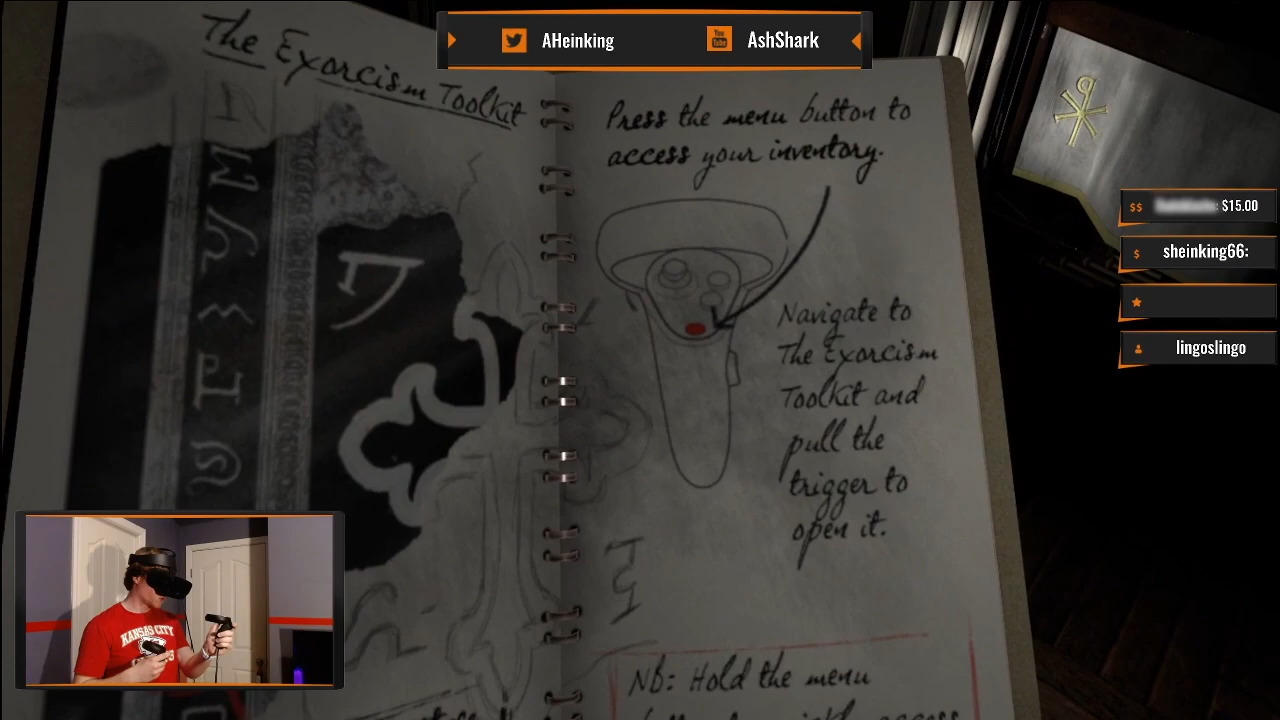 AHeinking
AshShark
The Exorcism Toolkit
Press the menu button to
access your inventory.
Navigate to
The Exorcism
Toolkit and
pull the
trigger to
open it.
Nb: Hold the menu
$$ : $15.00
$ sheinking66:
lingoslingo
KANSAS CITY